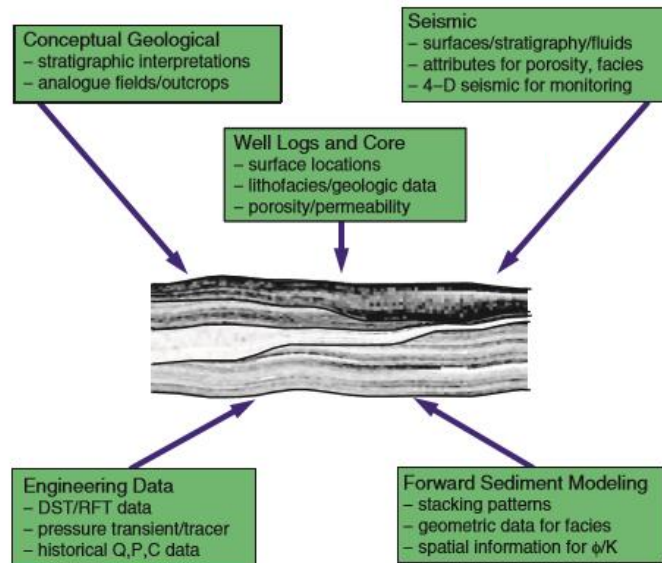 Conceptual Geological
– stratigraphic interpretations
– analogue fields/outcrops
Seismic
– surfaces/stratigraphy/fluids
– attributes for porosity, facies
– 4–D seismic for monitoring
Well Logs and Core
– surface locations
– lithofacies/geologic data
– porosity/permeability
Engineering Data
– DST/RFT data
– pressure transient/tracer
– historical Q,P,C data
Forward Sediment Modeling
– stacking patterns
– geometric data for facies
– spatial information for ϕ/K